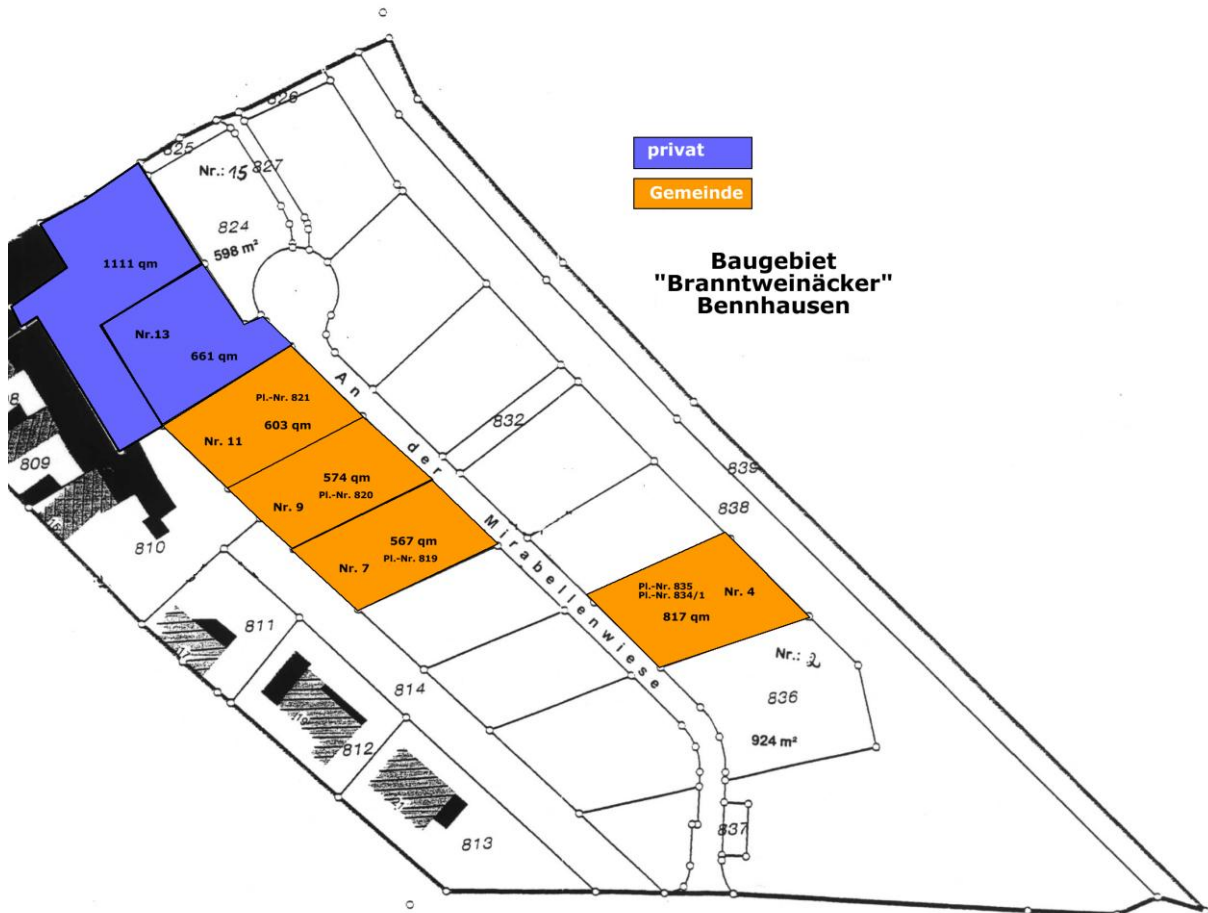 826
825
Nr.: 15
827
privat
Gemeinde
824
598 m²
1111 qm
Baugebiet
"Branntweinäcker"
Bennhausen
Nr.13
661 qm
An der Mirabellenwiese
Pl.-Nr. 821
603 qm
Nr. 11
832
809
574 qm
Pl.-Nr. 820
Nr. 9
839
838
810
567 qm
Pl.-Nr. 819
Nr. 7
Pl.-Nr. 835
Pl.-Nr. 834/1
Nr. 4
817 qm
811
Nr.: 2
814
836
924 m²
812
837
813